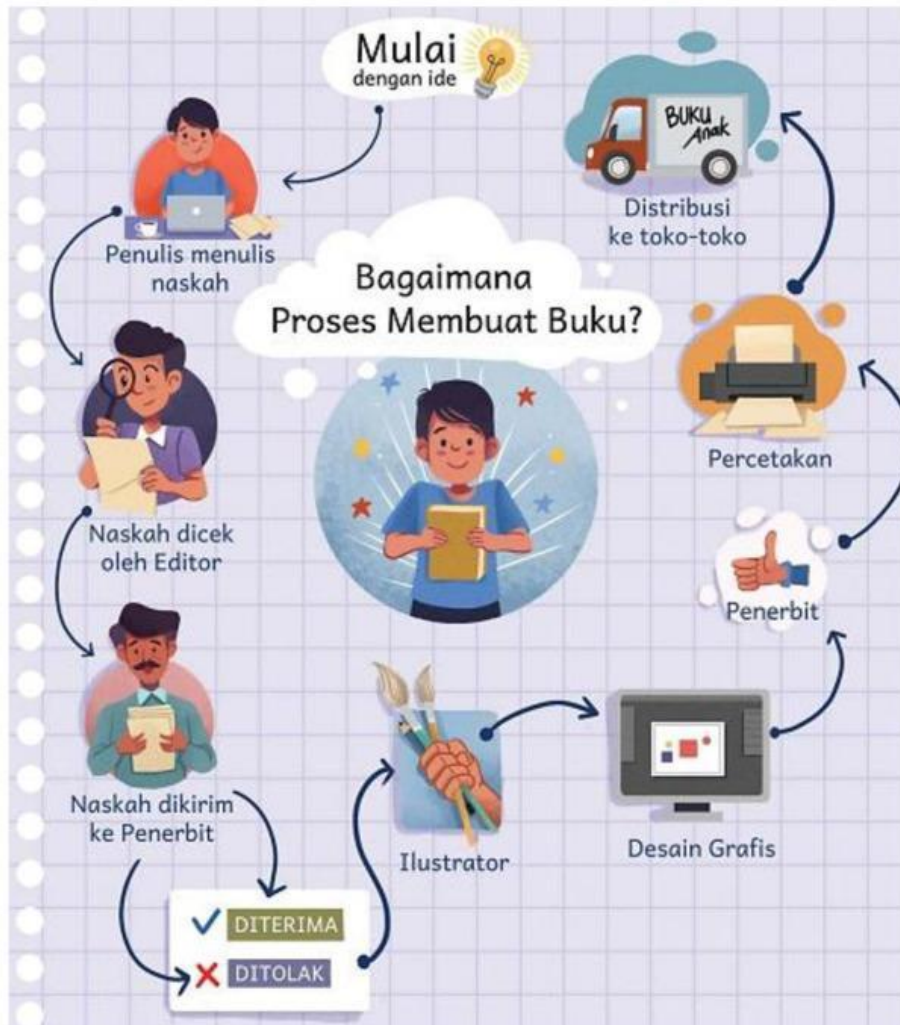 Mulai
dengan ide
Penulis menulis
naskah
Naskah dicek
oleh Editor
Naskah dikirim
ke Penerbit
DITERIMA
DITOLAK
Ilustrator
Desain Grafis
Penerbit
Percetakan
Distribusi
ke toko-toko
BUKU
Anak
Bagaimana
Proses Membuat Buku?